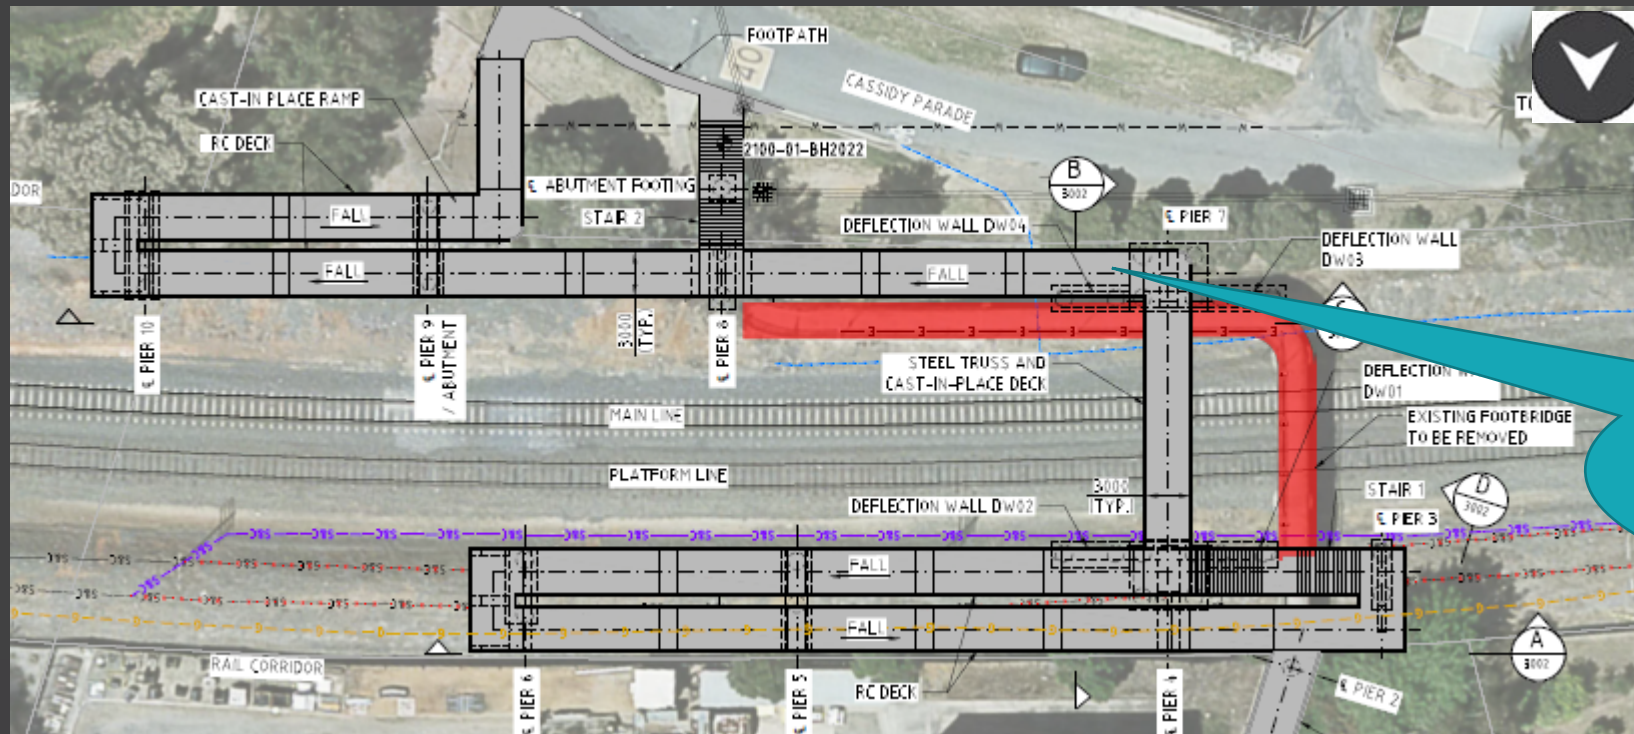 FOOTPATH
40
CASSIDY PARADE
CAST-IN PLACE RAMP
RC DECK
2100-01-BH2022
DOR
℄ ABUTMENT FOOTING
STAIR 2
B
3002
℄ PIER 7
DEFLECTION WALL DW04
DEFLECTION WALL
DW03
FALL
FALL
FALL
℄ PIER 10
℄ PIER 9
/ ABUTMENT
3000
(TYP.)
℄ PIER 8
C
STEEL TRUSS AND
CAST-IN-PLACE DECK
DEFLECTION
DW01
EXISTING FOOTBRIDGE
TO BE REMOVED
MAIN LINE
PLATFORM LINE
3000
(TYP.)
DEFLECTION WALL DW02
STAIR 1
D
3002
℄ PIER 3
FALL
FALL
RAIL CORRIDOR
A
3002
RC DECK
℄ PIER 6
℄ PIER 5
℄ PIER 4
℄ PIER 2